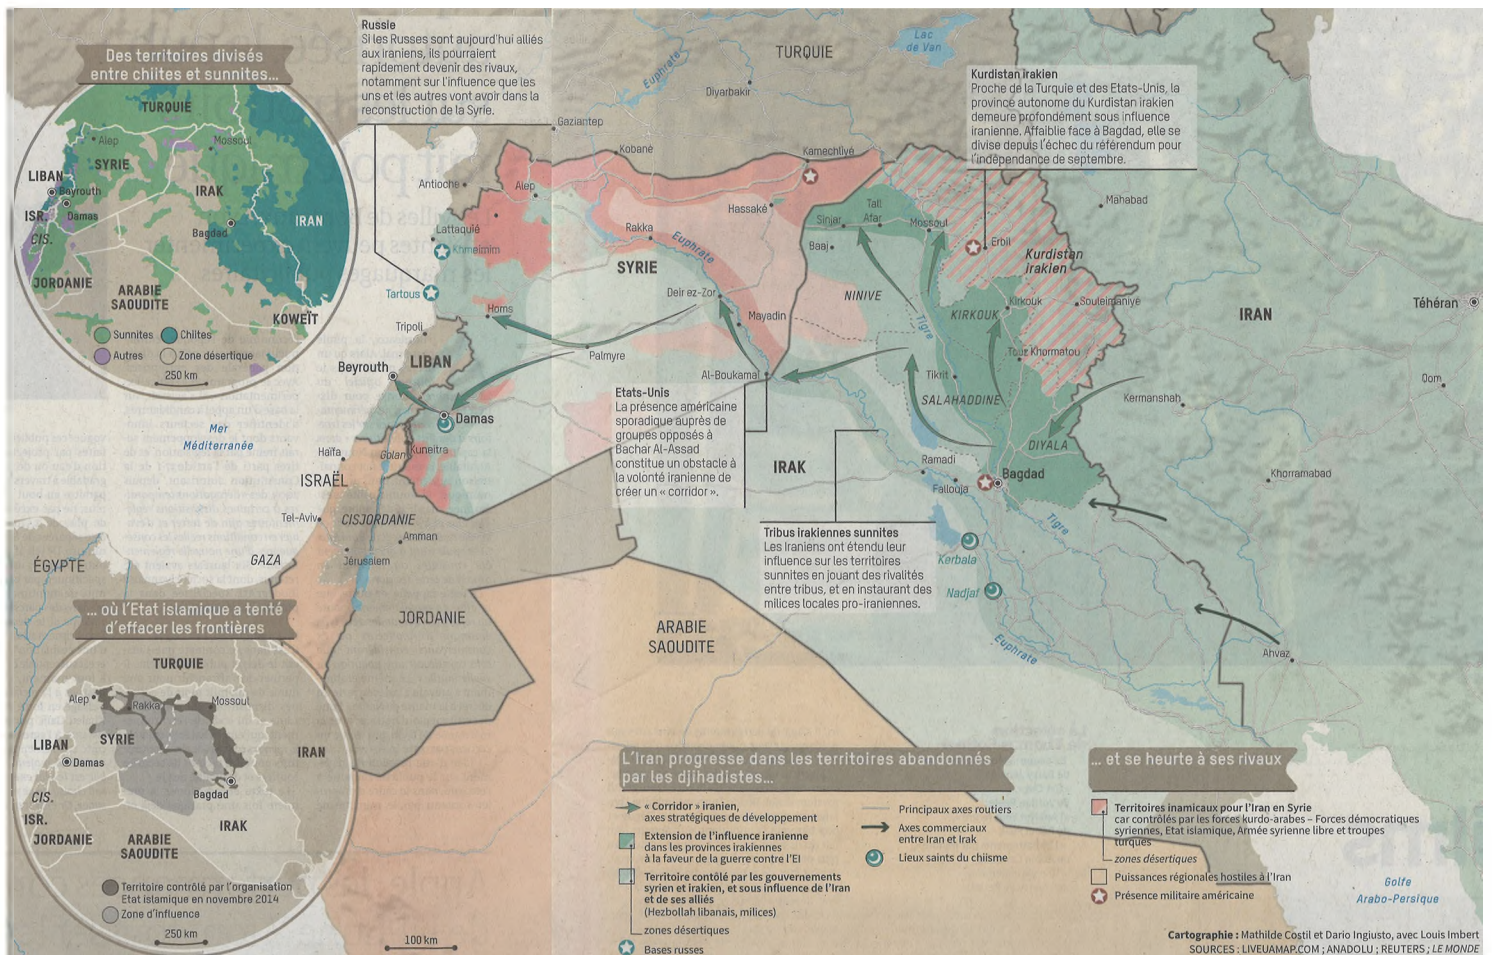 Des territoires divisés
entre chiites et sunnites...
TURQUIE
Alep
Mossoul
SYRIE
LIBAN
Beyrouth
IRAK
ISR.
Damas
IRAN
CIS.
Bagdad
JORDANIE
ARABIE
SAOUDITE
KOWEÏT
Sunnites
Chiites
Autres
Zone désertique
250 km
Russie
Si les Russes sont aujourd'hui alliés
aux iraniens, ils pourraient
rapidement devenir des rivaux,
notamment sur l'influence que les
uns et les autres vont avoir dans la
reconstruction de la Syrie.
TURQUIE
Lac
de Van
Euphrate
Diyarbakir
Gaziantep
Kurdistan irakien
Proche de la Turquie et des Etats-Unis, la
province autonome du Kurdistan irakien
demeure profondément sous influence
iranienne. Affaiblie face à Bagdad, elle se
divise depuis l'échec du référendum pour
l'indépendance de septembre.
Kobané
Kamechliyé
Antioche
Alep
Hassaké
Sinjar
Tall
Afar
Mossoul
Mahabad
Lattaquié
Khmeimim
Rakka
Euphrate
Baaj
Erbil
Kurdistan
irakien
SYRIE
Tartous
Deir ez-Zor
NINIVE
Kirkouk
Souleimaniyé
Téhéran
Homs
Mayadin
KIRKOUK
IRAN
Tripoli
Tigre
LIBAN
Palmyre
Touz Khormatou
Beyrouth
Al-Boukamal
Tikrit
Qom
Etats-Unis
La présence américaine
sporadique auprès de
groupes opposés à
Bachar Al-Assad
constitue un obstacle à
la volonté iranienne de
créer un « corridor ».
SALAHADDINE
Kermanshah
Damas
Mer
Méditerranée
DIYALA
Haïfa
Golan
Kuneitra
IRAK
Ramadi
Bagdad
Khorramabad
ISRAËL
Fallouja
Tel-Aviv
CISJORDANIE
Tigre
Amman
Tribus irakiennes sunnites
Les Iraniens ont étendu leur
influence sur les territoires
sunnites en jouant des rivalités
entre tribus, et en instaurant des
milices locales pro-iraniennes.
GAZA
Jérusalem
Kerbala
ÉGYPTE
Nadjaf
JORDANIE
ARABIE
SAOUDITE
Euphrate
Ahvaz
... où l'Etat islamique a tenté
d'effacer les frontières
TURQUIE
Alep
Rakka
Mossoul
LIBAN
SYRIE
IRAN
Damas
CIS.
Bagdad
ISR.
IRAK
JORDANIE
ARABIE
SAOUDITE
Territoire contrôlé par l'organisation
Etat islamique en novembre 2014
Zone d'influence
250 km
100 km
L'Iran progresse dans les territoires abandonnés
par les djihadistes...
« Corridor » iranien,
axes stratégiques de développement
Extension de l'influence iranienne
dans les provinces irakiennes
à la faveur de la guerre contre l'EI
Territoire contôlé par les gouvernements
syrien et irakien, et sous influence de l'Iran
et de ses alliés
(Hezbollah libanais, milices)
zones désertiques
Bases russes
Principaux axes routiers
Axes commerciaux
entre Iran et Irak
Lieux saints du chiisme
... et se heurte à ses rivaux
Territoires inamicaux pour l'Iran en Syrie
car contrôlés par les forces kurdo-arabes – Forces démocratiques
syriennes, Etat islamique, Armée syrienne libre et troupes
turques
zones désertiques
Puissances régionales hostiles à l'Iran
Présence militaire américaine
Golfe
Arabo-Persique
Cartographie : Mathilde Costil et Dario Ingiusto, avec Louis Imbert
SOURCES : LIVEUAMAP.COM ; ANADOLU ; REUTERS ; LE MONDE